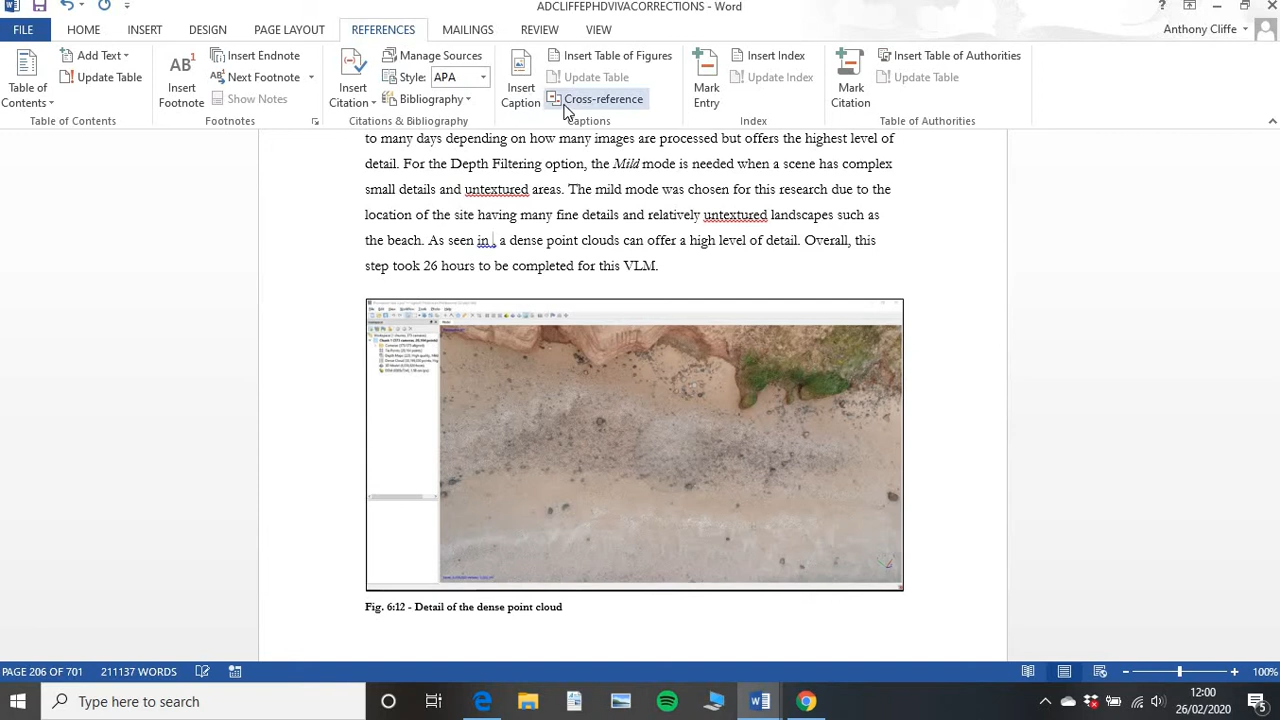 ADCLIFFEPHDVIVACORRECTIONS - Word
FILE HOME INSERT DESIGN PAGE LAYOUT REFERENCES MAILINGS REVIEW VIEW Anthony Cliffe
Table of Contents
Add Text
Update Table
Table of Contents
AB¹
Insert Footnote
Insert Endnote
Next Footnote
Show Notes
Footnotes
Insert Citation
Manage Sources
Style: APA
Bibliography
Citations & Bibliography
Insert Caption
Insert Table of Figures
Update Table
Cross-reference
Captions
Mark Entry
Insert Index
Update Index
Index
Mark Citation
Insert Table of Authorities
Update Table
Table of Authorities
to many days depending on how many images are processed but offers the highest level of
detail. For the Depth Filtering option, the Mild mode is needed when a scene has complex
small details and untextured areas. The mild mode was chosen for this research due to the
location of the site having many fine details and relatively untextured landscapes such as
the beach. As seen in , a dense point clouds can offer a high level of detail. Overall, this
step took 26 hours to be completed for this VLM.
Fig. 6:12 - Detail of the dense point cloud
PAGE 206 OF 701 211137 WORDS 100%
Type here to search
12:00
26/02/2020
5